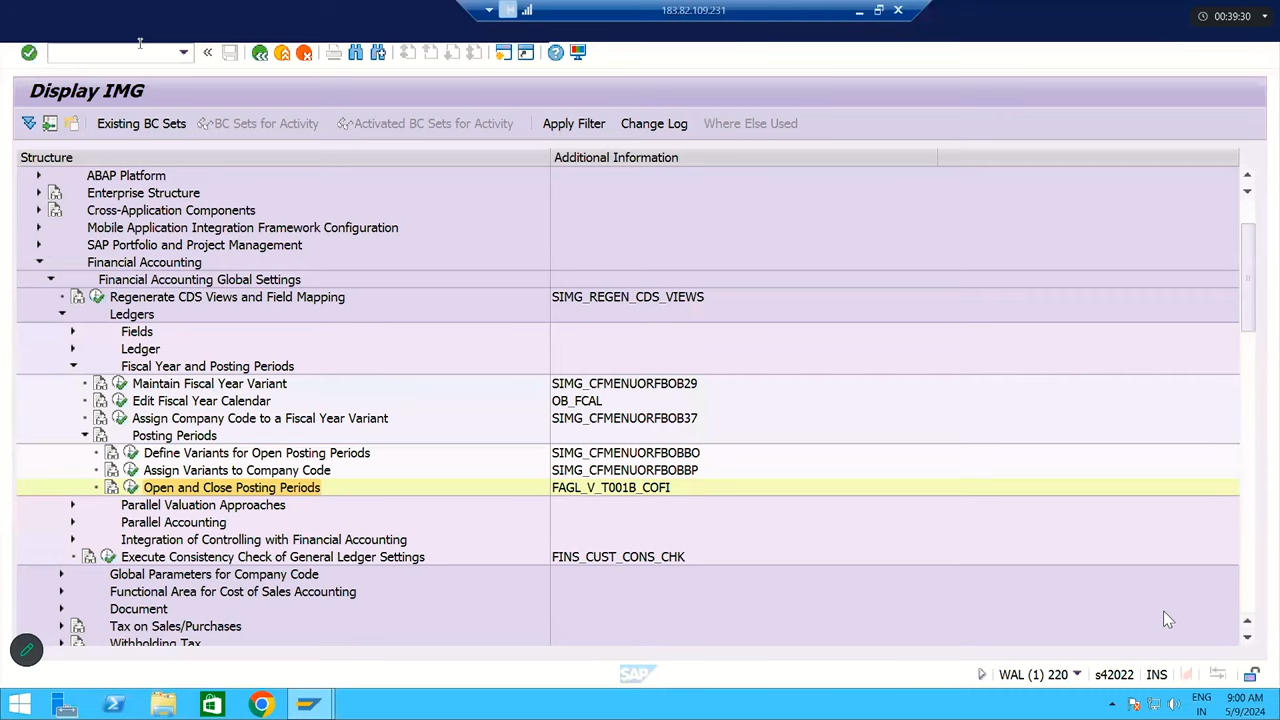 183.82.109.231
00:39:30
Display IMG
Existing BC Sets
BC Sets for Activity
Activated BC Sets for Activity
Apply Filter
Change Log
Where Else Used
Structure
Additional Information
ABAP Platform
Enterprise Structure
Cross-Application Components
Mobile Application Integration Framework Configuration
SAP Portfolio and Project Management
Financial Accounting
Financial Accounting Global Settings
Regenerate CDS Views and Field Mapping SIMG_REGEN_CDS_VIEWS
Ledgers
Fields
Ledger
Fiscal Year and Posting Periods
Maintain Fiscal Year Variant SIMG_CFMENUORFBOB29
Edit Fiscal Year Calendar OB_FCAL
Assign Company Code to a Fiscal Year Variant SIMG_CFMENUORFBOB37
Posting Periods
Define Variants for Open Posting Periods SIMG_CFMENUORFBOBBO
Assign Variants to Company Code SIMG_CFMENUORFBOBBP
Open and Close Posting Periods FAGL_V_T001B_COFI
Parallel Valuation Approaches
Parallel Accounting
Integration of Controlling with Financial Accounting
Execute Consistency Check of General Ledger Settings FINS_CUST_CONS_CHK
Global Parameters for Company Code
Functional Area for Cost of Sales Accounting
Document
Tax on Sales/Purchases
Withholding Tax
SAP
WAL (1) 220
s42022
INS
ENG
IN
9:00 AM
5/9/2024